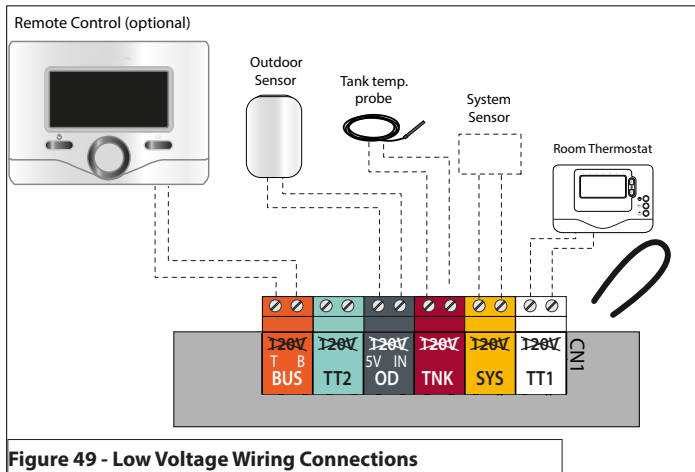 Remote Control (optional)
Outdoor
Sensor
Tank temp.
probe
System
Sensor
Room Thermostat
120V 120V 120V 120V 120V 120V
T B 5V IN
BUS TT2 OD TNK SYS TT1
CN1
Figure 49 - Low Voltage Wiring Connections